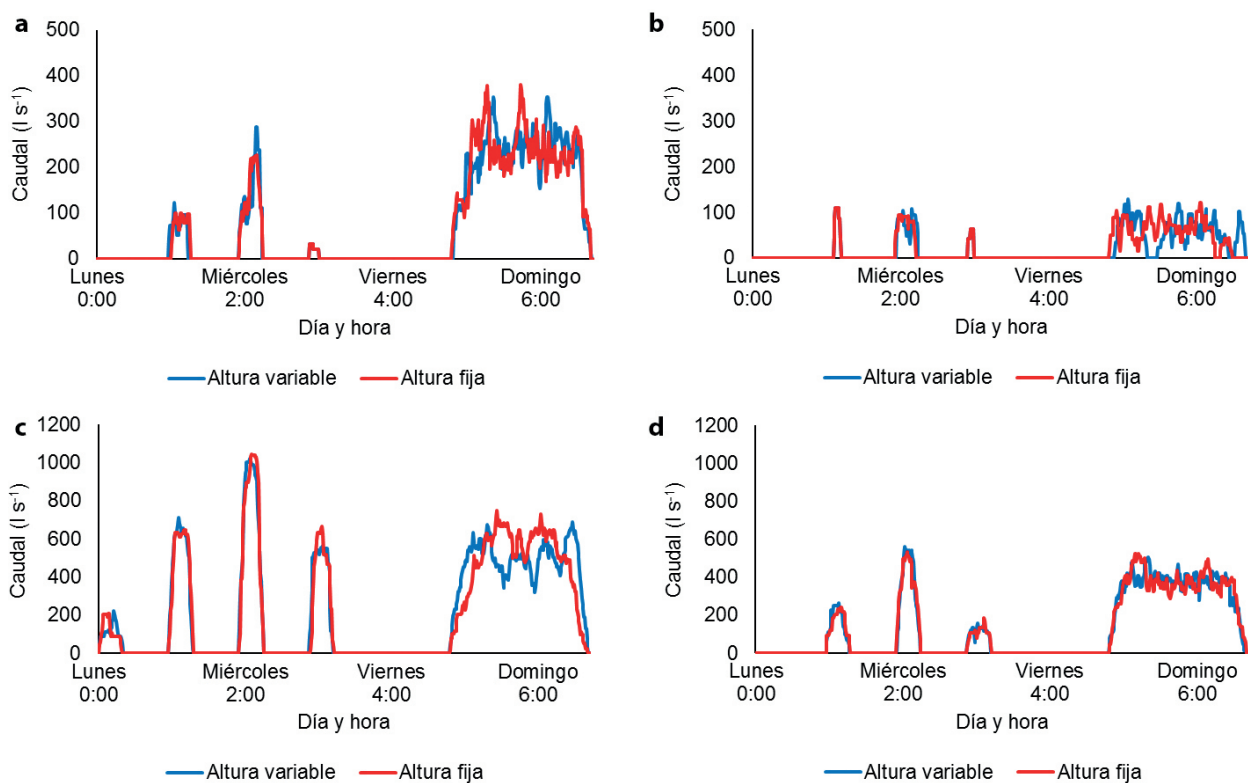 a
500
400
300
200
100
0
Caudal (l s-1)
Lunes Miércoles Viernes Domingo
0:00 2:00 4:00 6:00
Día y hora
Altura variable Altura fija
b
500
400
300
200
100
0
Caudal (l s-1)
Lunes Miércoles Viernes Domingo
0:00 2:00 4:00 6:00
Día y hora
Altura variable Altura fija
c
1200
1000
800
600
400
200
0
Caudal (l s-1)
Lunes Miércoles Viernes Domingo
0:00 2:00 4:00 6:00
Día y hora
Altura variable Altura fija
d
1200
1000
800
600
400
200
0
Caudal (l s-1)
Lunes Miércoles Viernes Domingo
0:00 2:00 4:00 6:00
Día y hora
Altura variable Altura fija